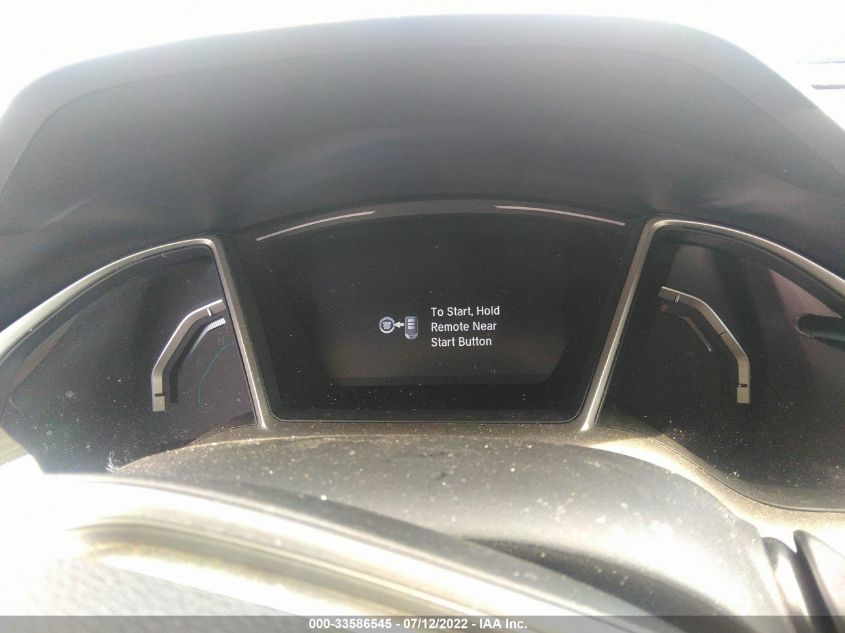 To Start, Hold
Remote Near
Start Button
000-33586545 - 07/12/2022 - IAA Inc.